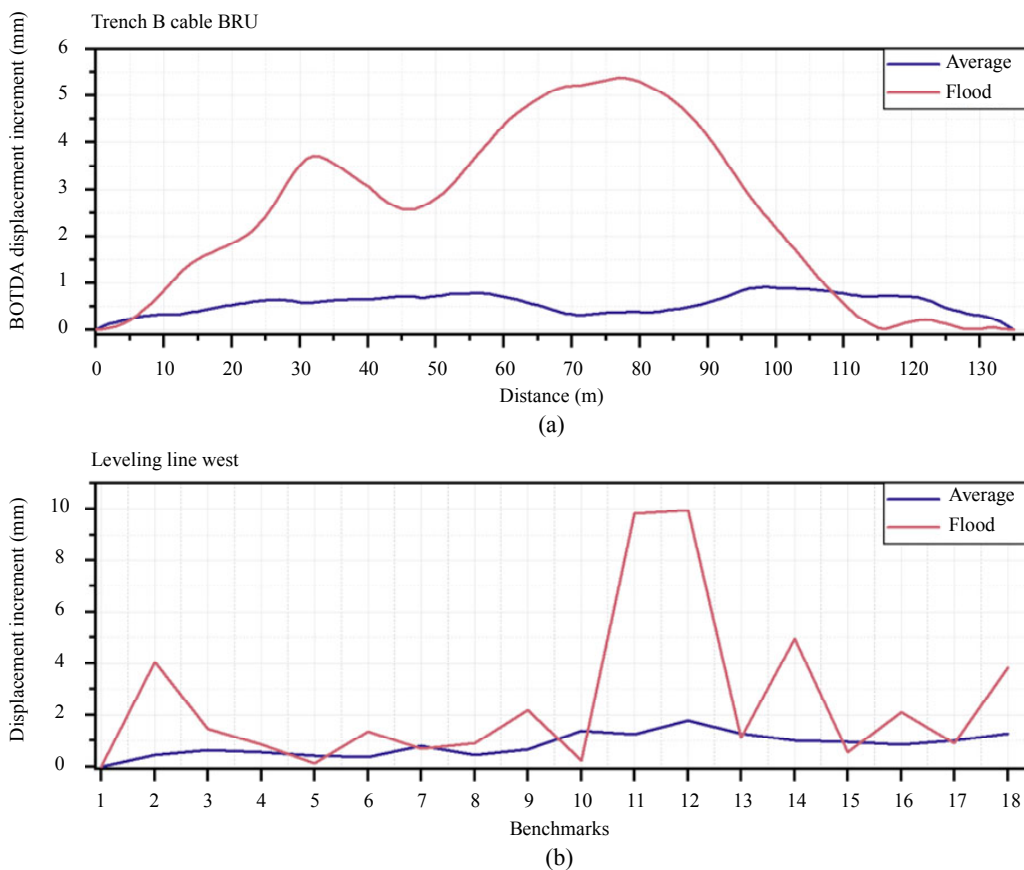 Trench B cable BRU
BOTDA displacement increment (mm)
6
5
4
3
2
1
0
Average
Flood
0 10 20 30 40 50 60 70 80 90 100 110 120 130
Distance (m)
(a)
Leveling line west
Displacement increment (mm)
10
8
6
4
2
0
Average
Flood
1 2 3 4 5 6 7 8 9 10 11 12 13 14 15 16 17 18
Benchmarks
(b)